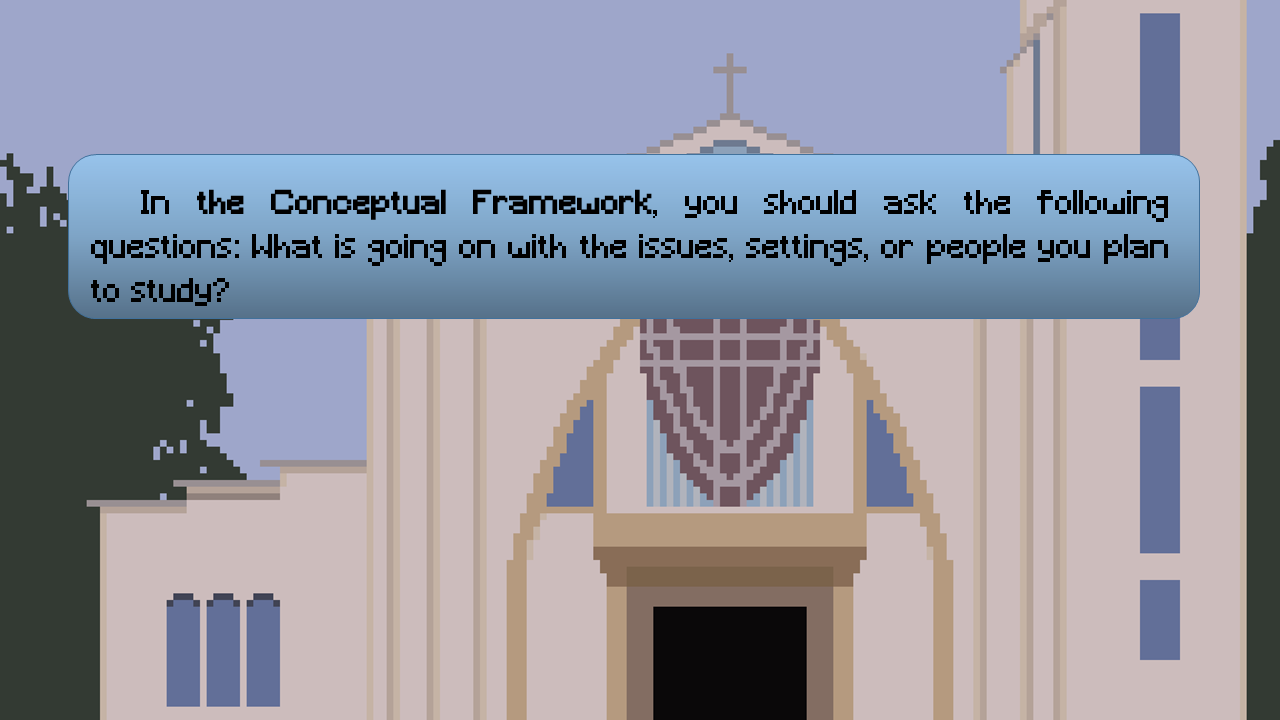 In the Conceptual Framework, you should ask the following
questions: What is going on with the issues, settings, or people you plan
to study?